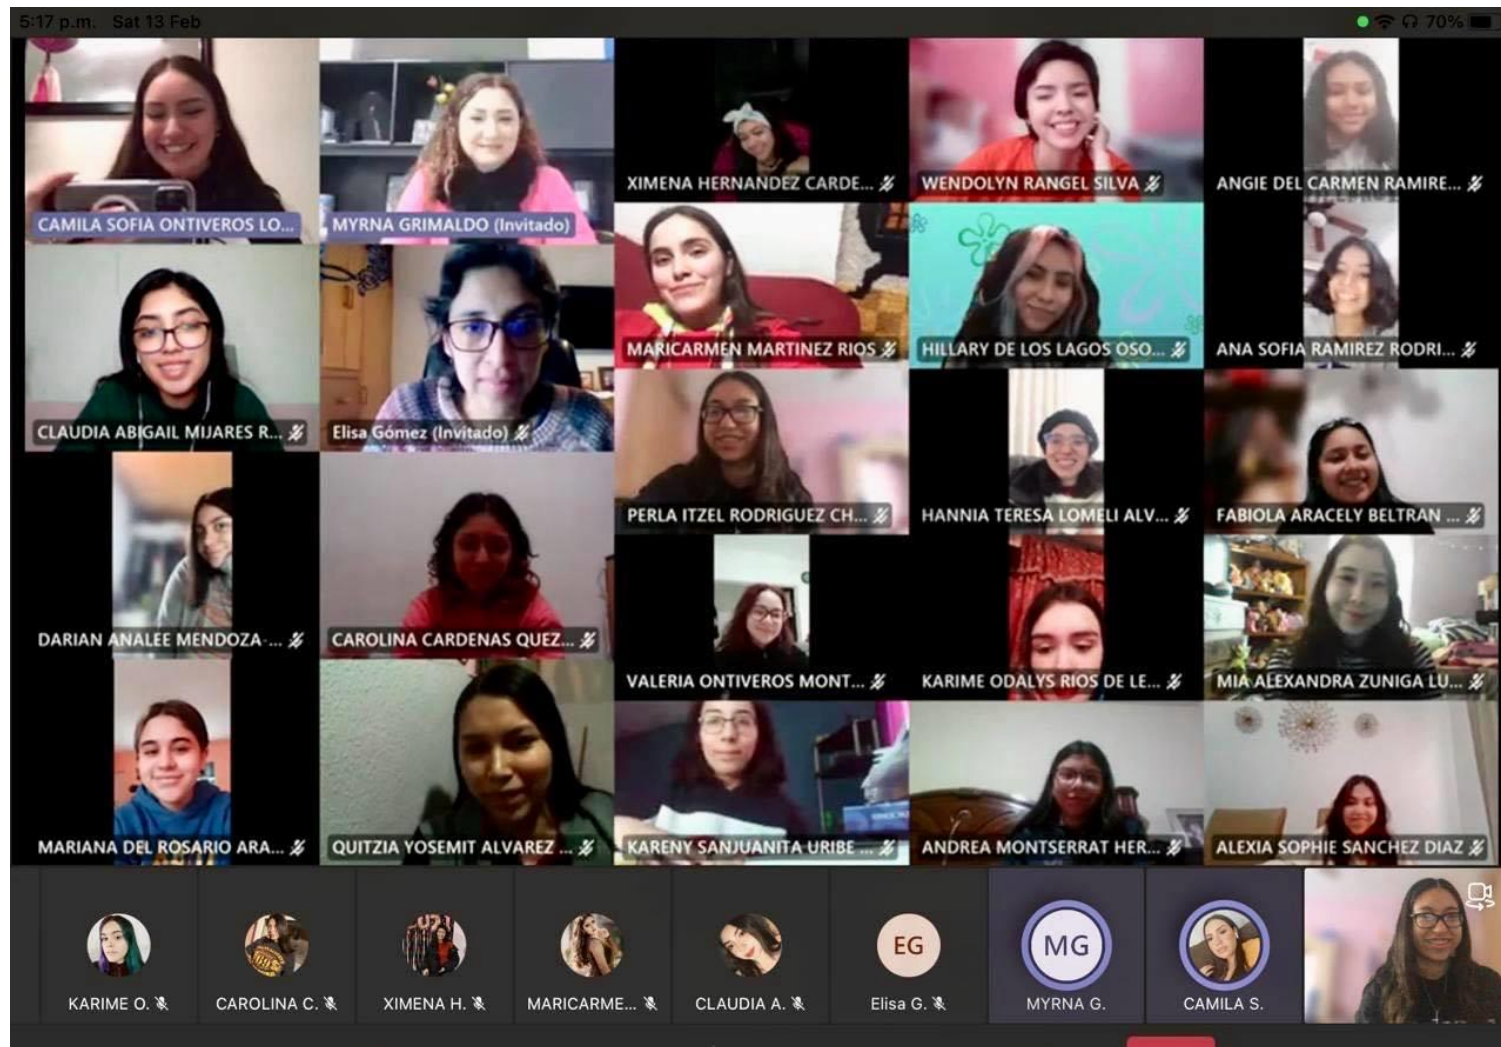 5:17 p.m. Sat 13 Feb
70%
CAMILA SOFIA ONTIVEROS LO...
MYRNA GRIMALDO (Invitado)
XIMENA HERNANDEZ CARDE...
WENDOLYN RANGEL SILVA
ANGIE DEL CARMEN RAMIRE...
MARICARMEN MARTINEZ RIOS
HILLARY DE LOS LAGOS OSO...
ANA SOFIA RAMIREZ RODRI...
CLAUDIA ABIGAIL MIJARES R...
Elisa Gómez (Invitado)
PERLA ITZEL RODRIGUEZ CH...
HANNIA TERESA LOMELI ALV...
FABIOLA ARACELY BELTRAN ...
DARIAN ANALEE MENDOZA-...
CAROLINA CARDENAS QUEZ...
VALERIA ONTIVEROS MONT...
KARIME ODALYS RIOS DE LE...
MIA ALEXANDRA ZUNIGA LU...
MARIANA DEL ROSARIO ARA...
QUITZIA YOSEMIT ALVAREZ ...
KARENY SANJUANITA URIBE ...
ANDREA MONTSERRAT HER...
ALEXIA SOPHIE SANCHEZ DIAZ
KARIME O.
CAROLINA C.
XIMENA H.
MARICARME...
CLAUDIA A.
EG
Elisa G.
MG
MYRNA G.
CAMILA S.